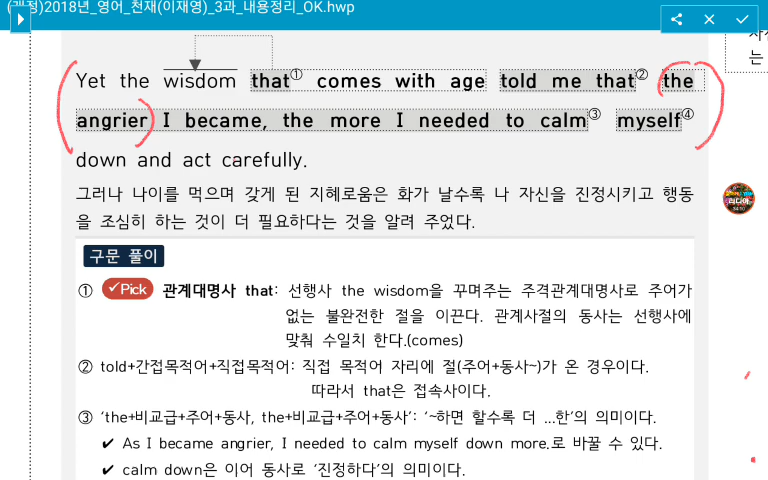 (개정)2018년_영어_천재(이재영)_3과_내용정리_OK.hwp
Yet the wisdom that① comes with age told me that② the
angrier I became, the more I needed to calm③ myself④
down and act carefully.
그러나 나이를 먹으며 갖게 된 지혜로움은 화가 날수록 나 자신을 진정시키고 행동
을 조심히 하는 것이 더 필요하다는 것을 알려 주었다.
구문 풀이
① ✓Pick 관계대명사 that: 선행사 the wisdom을 꾸며주는 주격관계대명사로 주어가
없는 불완전한 절을 이끈다. 관계사절의 동사는 선행사에
맞춰 수일치 한다.(comes)
② told+간접목적어+직접목적어: 직접 목적어 자리에 절(주어+동사~)가 온 경우이다.
따라서 that은 접속사이다.
③ ‘the+비교급+주어+동사, the+비교급+주어+동사’: ‘~하면 할수록 더 ...한’의 의미이다.
✔ As I became angrier, I needed to calm myself down more.로 바꿀 수 있다.
✔ calm down은 이어 동사로 ‘진정하다’의 의미이다.
는